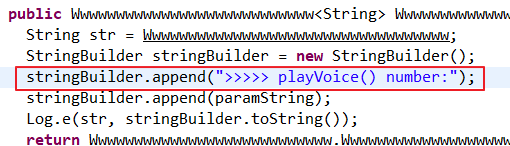 public <String>
String str = ;
StringBuilder stringBuilder = new StringBuilder();
stringBuilder.append(">>>>> playVoice() number:");
stringBuilder.append(paramString);
Log.e(str, stringBuilder.toString());
return